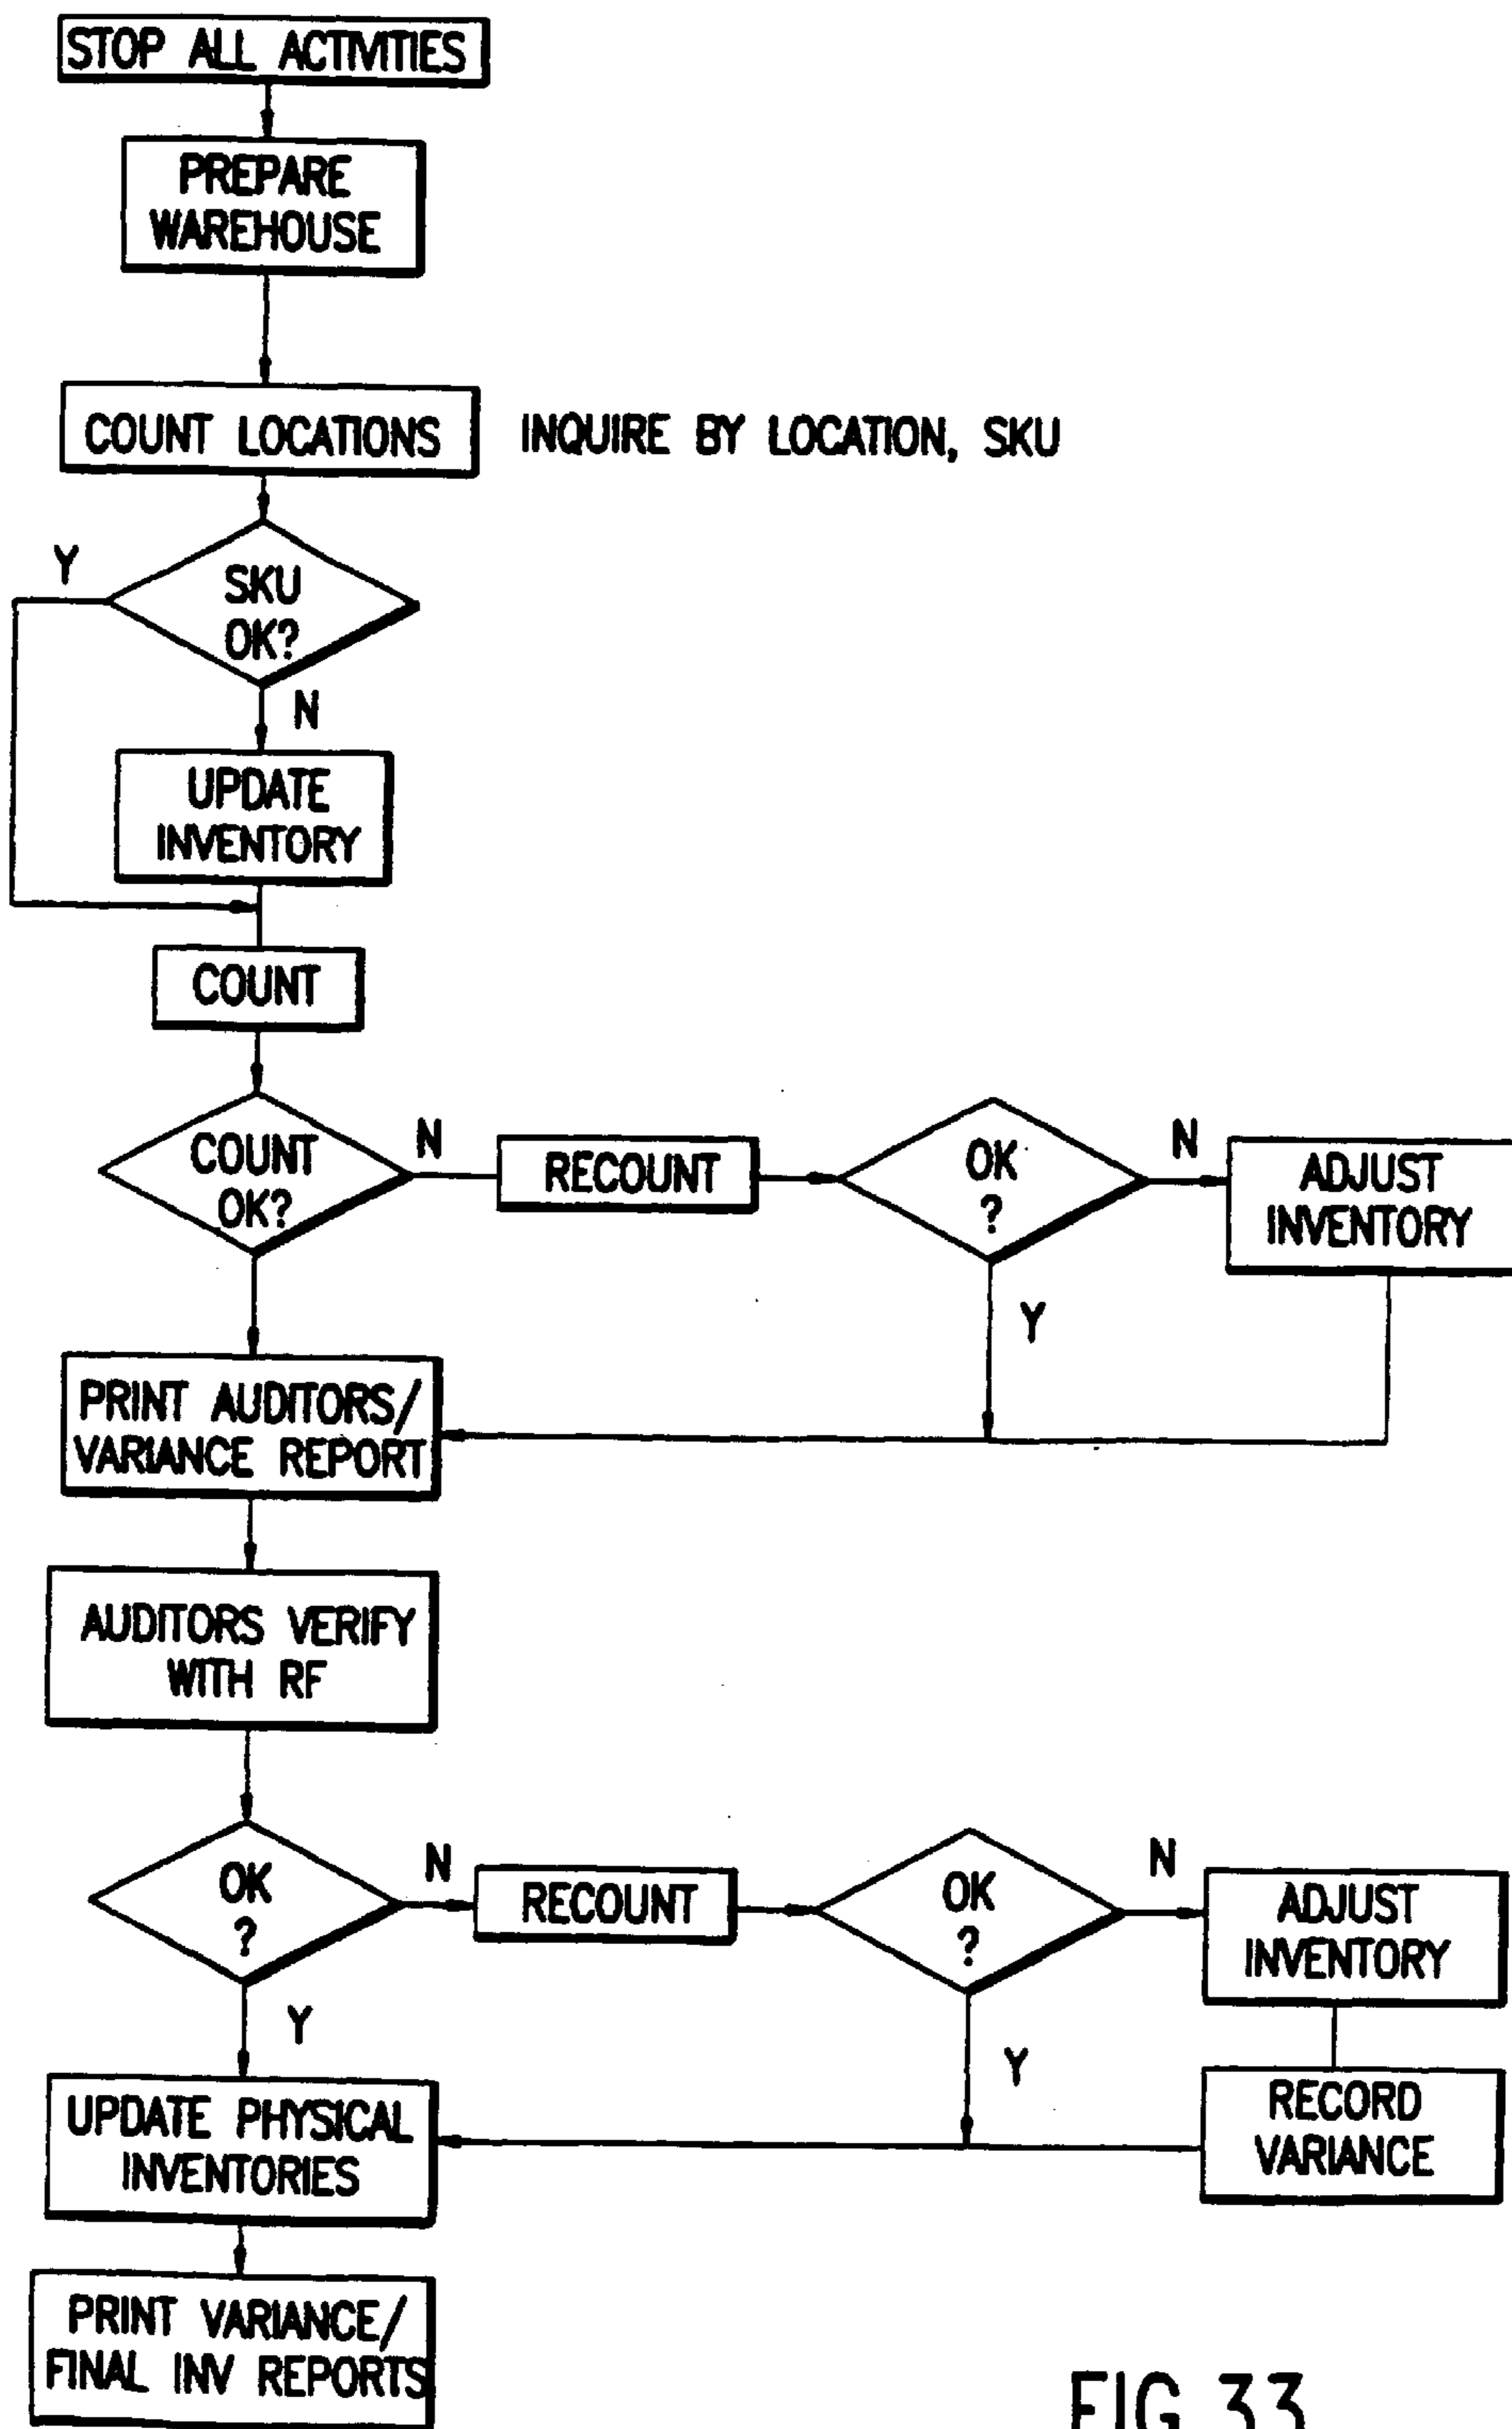 STOP ALL ACTIVITIES
PREPARE
WAREHOUSE
COUNT LOCATIONS
INQUIRE BY LOCATION, SKU
Y
SKU
OK?
N
UPDATE
INVENTORY
COUNT
COUNT
OK?
N
RECOUNT
OK
?
N
ADJUST
INVENTORY
Y
PRINT AUDITORS/
VARIANCE REPORT
AUDITORS VERIFY
WITH RF
OK
?
N
RECOUNT
OK
?
N
ADJUST
INVENTORY
Y
Y
UPDATE PHYSICAL
INVENTORIES
RECORD
VARIANCE
PRINT VARIANCE/
FINAL INV REPORTS
FIG. 33